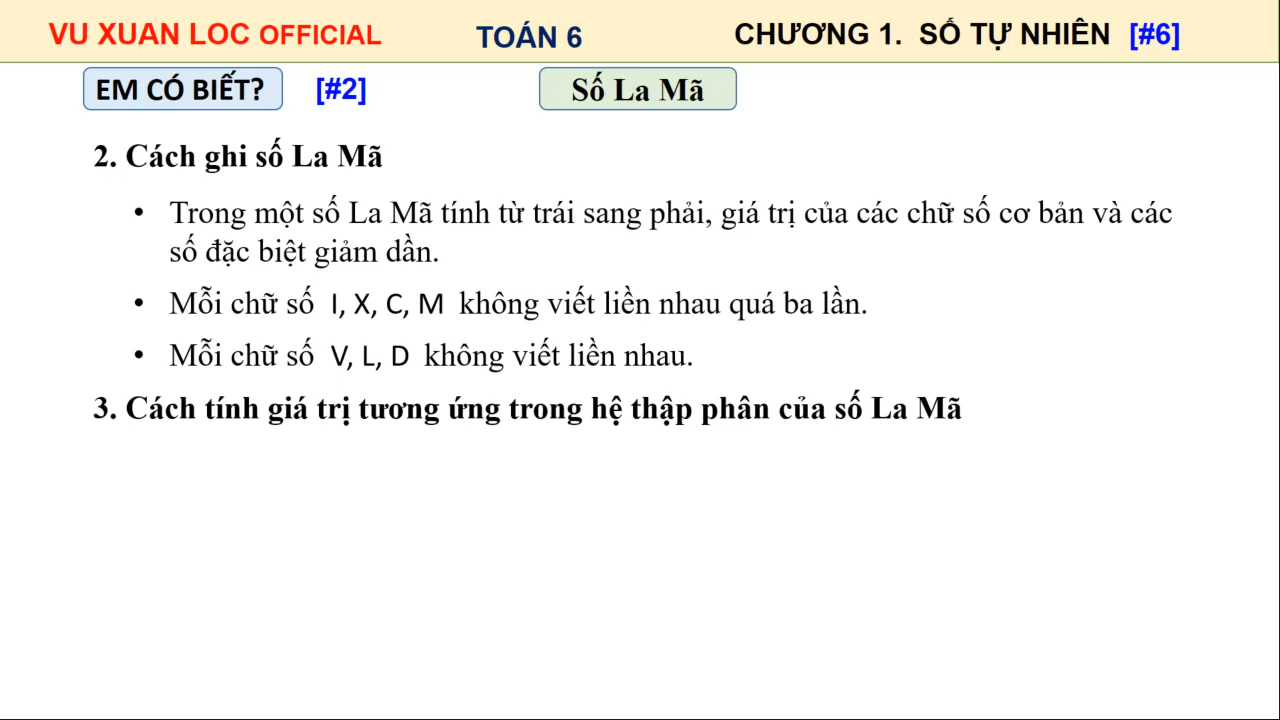 VU XUAN LOC OFFICIAL TOÁN 6 CHƯƠNG 1. SỐ TỰ NHIÊN [#6]
EM CÓ BIẾT? [#2] Số La Mã
2. Cách ghi số La Mã
• Trong một số La Mã tính từ trái sang phải, giá trị của các chữ số cơ bản và các
số đặc biệt giảm dần.
• Mỗi chữ số I, X, C, M không viết liền nhau quá ba lần.
• Mỗi chữ số V, L, D không viết liền nhau.
3. Cách tính giá trị tương ứng trong hệ thập phân của số La Mã